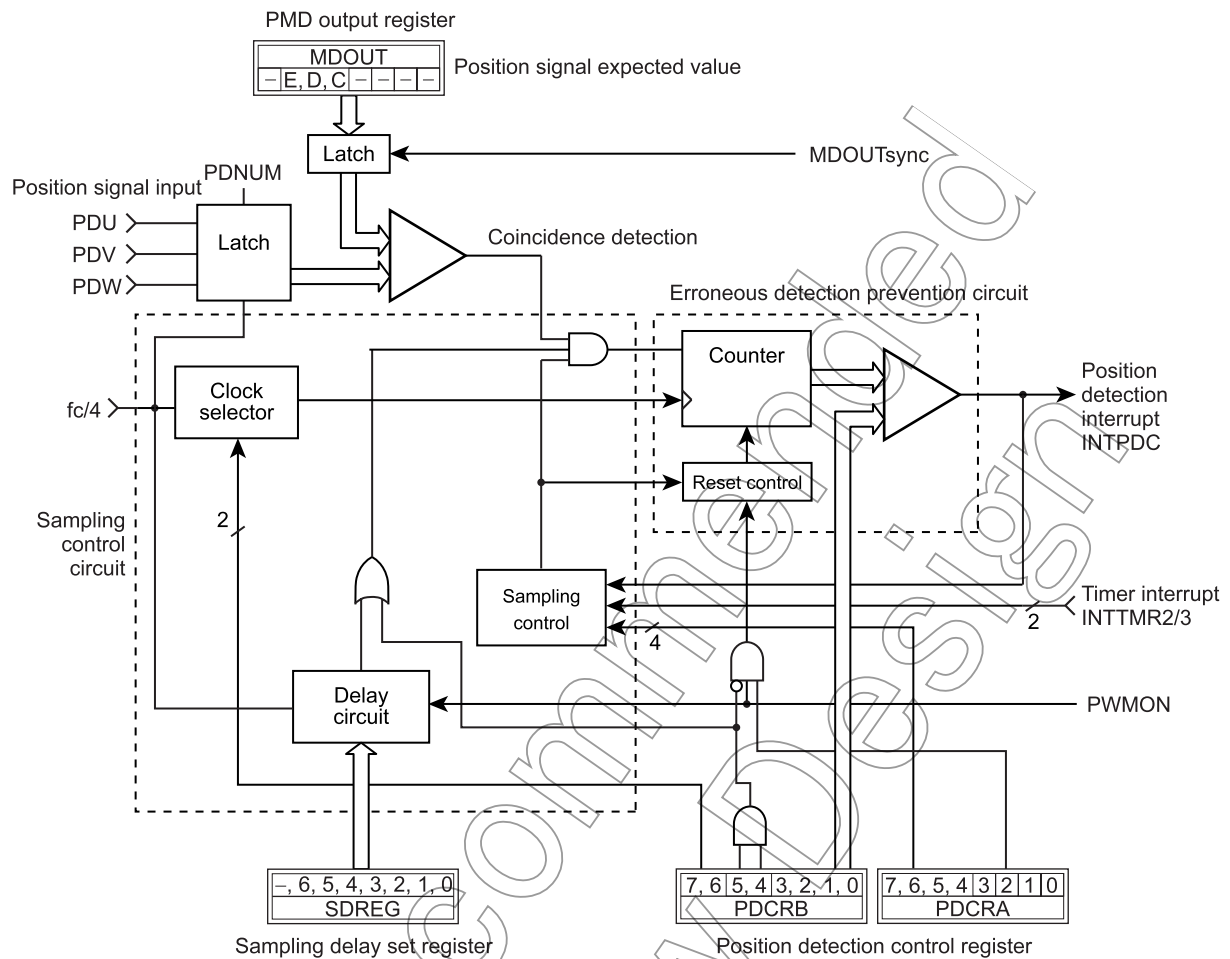 PMD output register
MDOUT
– E, D, C – – – –
Position signal expected value
Latch
MDOUTsync
PDNUM
Position signal input
PDU
PDV
PDW
Latch
Coincidence detection
Erroneous detection prevention circuit
Counter
Clock
selector
fc/4
Position
detection
interrupt
INTPDC
Reset control
2
Sampling
control
circuit
Sampling
control
Timer interrupt
INTTMR2/3
2
4
Delay
circuit
PWMON
–, 6, 5, 4, 3, 2, 1, 0
SDREG
7, 6 5, 4 3, 2, 1, 0
PDCRB
7, 6, 5, 4 3 2 1 0
PDCRA
Sampling delay set register
Position detection control register
commended
w Design